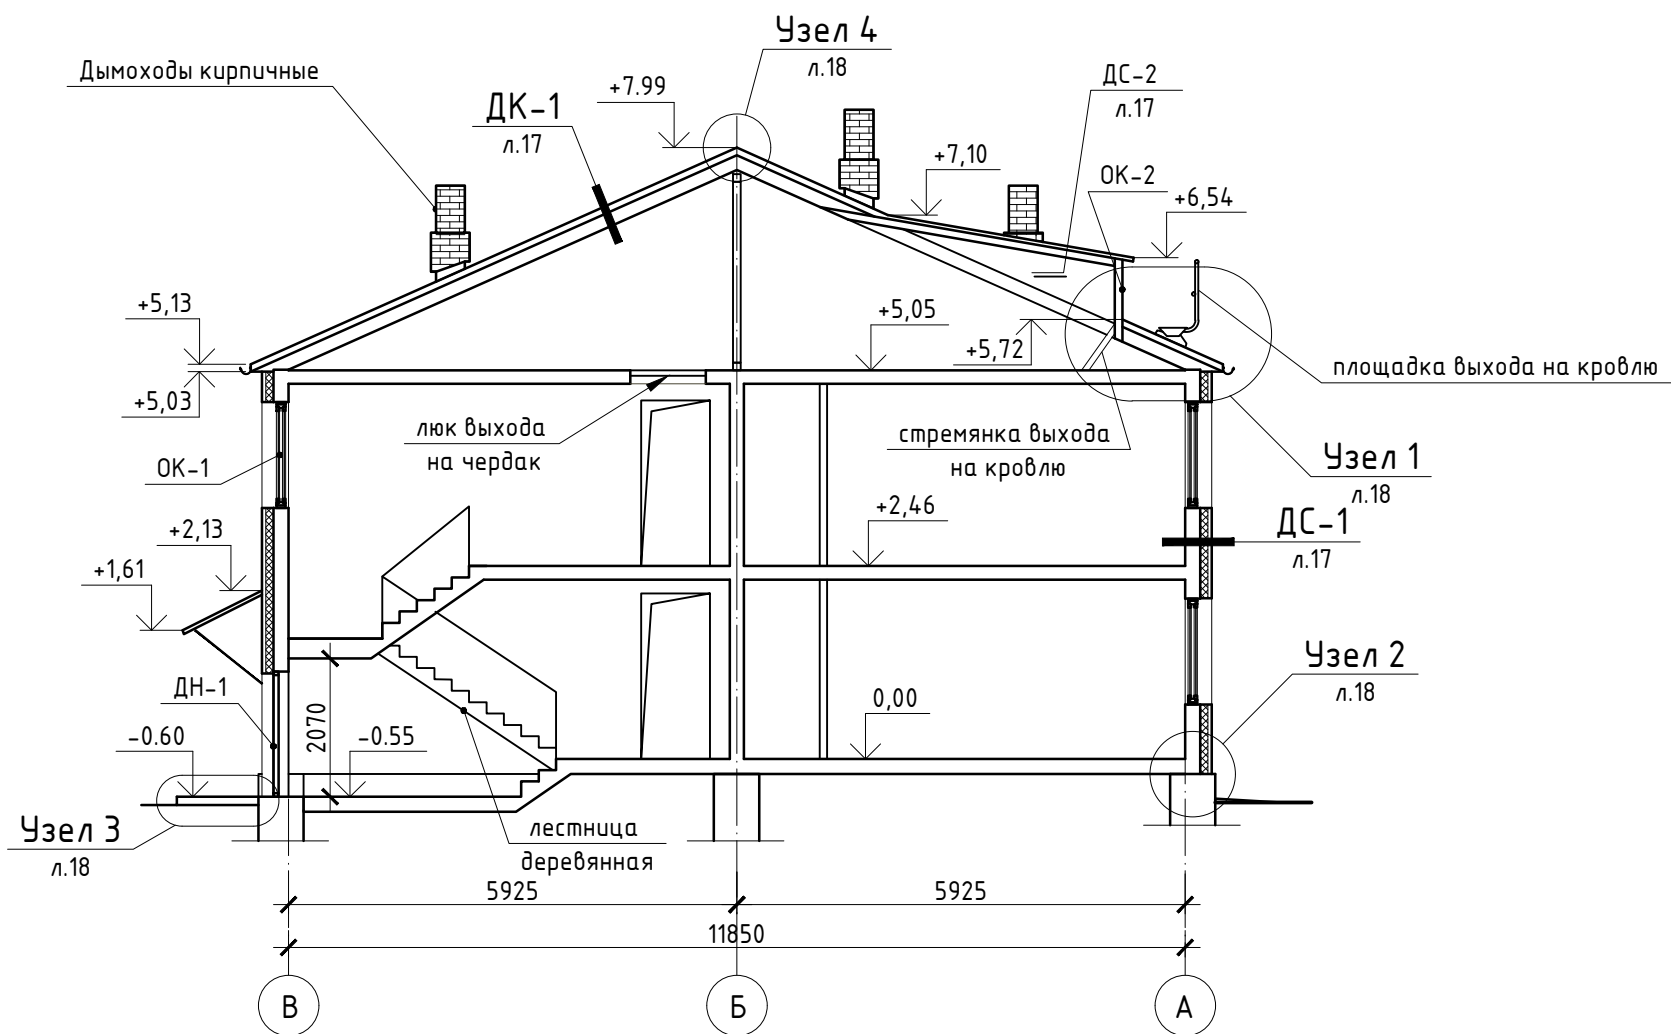 Узел 4
л.18
Дымоходы кирпичные
+7.99
ДС-2
л.17
ДК-1
л.17
+7,10
ОК-2
+6,54
+5,13
+5,05
+5,72
площадка выхода на кровлю
+5,03
люк выхода
на чердак
стремянка выхода
на кровлю
ОК-1
Узел 1
л.18
+2,13
+2,46
ДС-1
л.17
+1,61
Узел 2
л.18
ДН-1
0,00
2070
-0.60
-0.55
Узел 3
л.18
лестница
деревянная
5925
5925
11850
В
Б
А